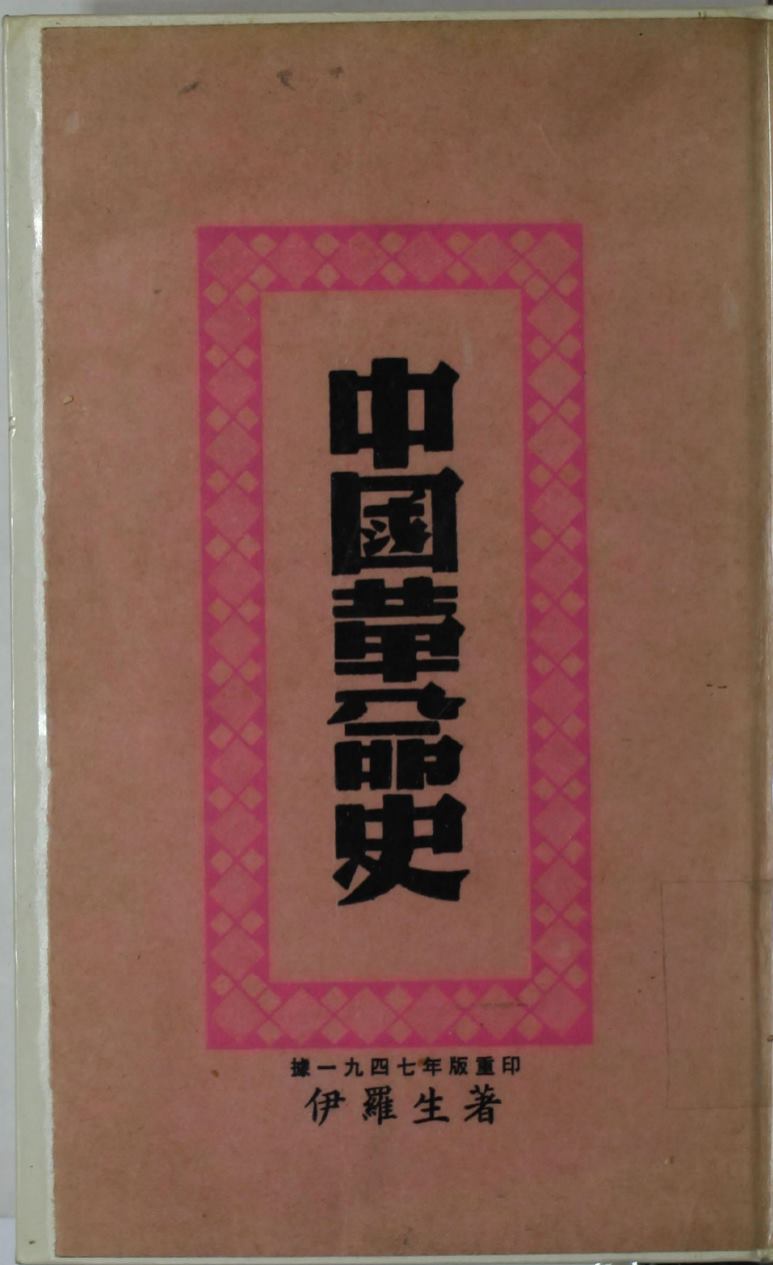 中國革命史
據一九四七年版重印
伊羅生著